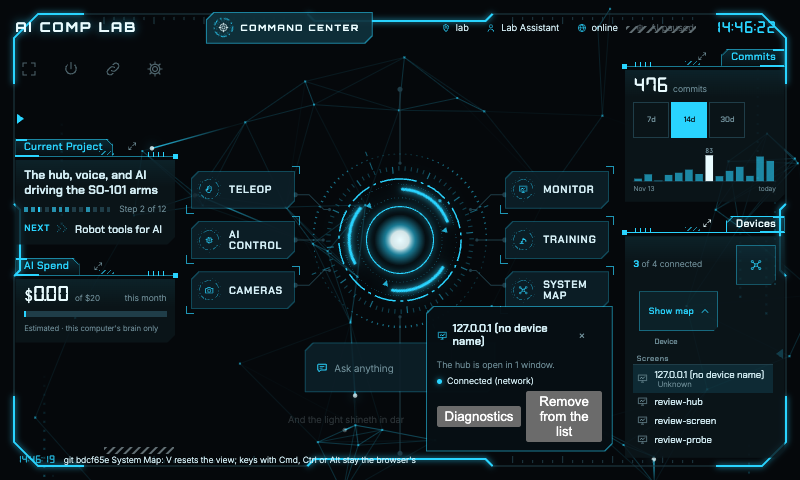 AI COMP LAB
COMMAND CENTER
lab
Lab Assistant
online
14:46:22
Commits
476 commits
7d
14d
30d
83
Nov 13
today
Current Project
The hub, voice, and AI
driving the SO-101 arms
Step 2 of 12
NEXT
Robot tools for AI
AI Spend
$0.00 of $20
this month
Estimated · this computer's brain only
TELEOP
AI
CONTROL
CAMERAS
MONITOR
TRAINING
SYSTEM
MAP
Devices
3 of 4 connected
Show map
Device
Screens
127.0.0.1 (no device name)
Unknown
review-hub
review-screen
review-probe
Ask anything
And the light shineth in dar
127.0.0.1 (no device
name)
×
The hub is open in 1 window.
Connected (network)
Diagnostics
Remove
from the
list
14:46:19
git bdcf65e System Map: V resets the view; keys with Cmd, Ctrl or Alt stay the browser's